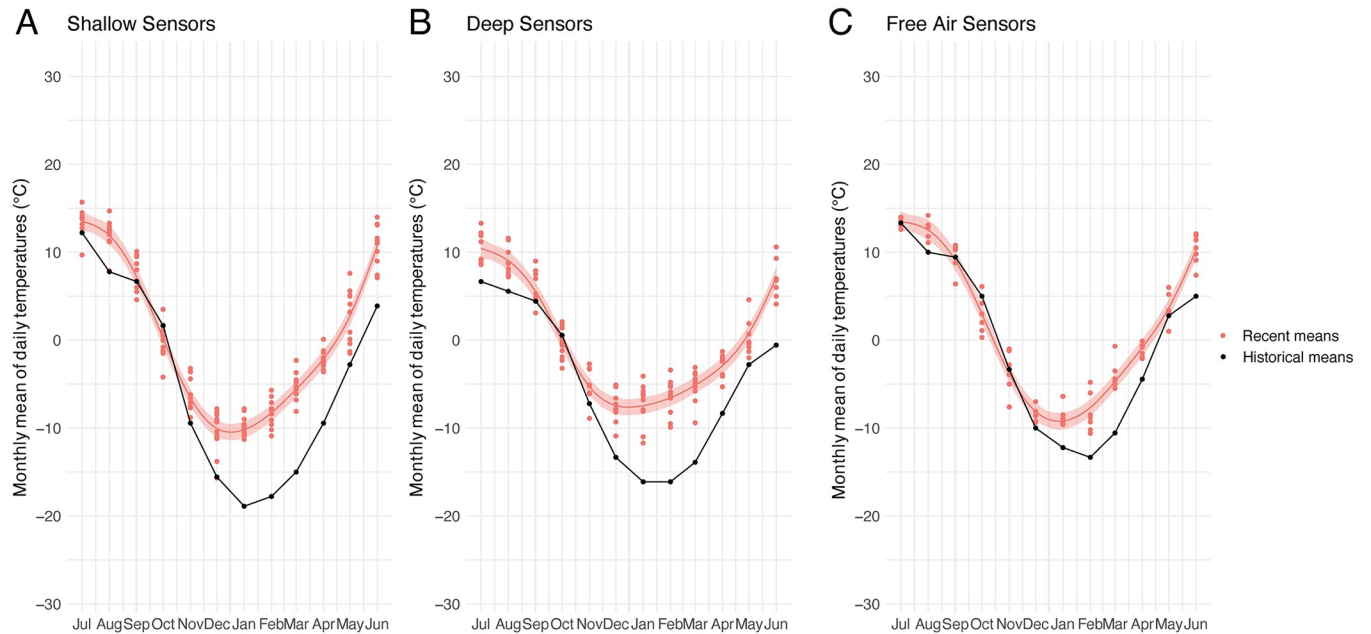 A Shallow Sensors
B Deep Sensors
C Free Air Sensors
Monthly mean of daily temperatures (°C)
30
20
10
0
−10
−20
−30
Jul Aug Sep Oct Nov Dec Jan Feb Mar Apr May Jun
Monthly mean of daily temperatures (°C)
30
20
10
0
−10
−20
−30
Jul Aug Sep Oct Nov Dec Jan Feb Mar Apr May Jun
Monthly mean of daily temperatures (°C)
30
20
10
0
−10
−20
−30
Jul Aug Sep Oct Nov Dec Jan Feb Mar Apr May Jun
Recent means
Historical means